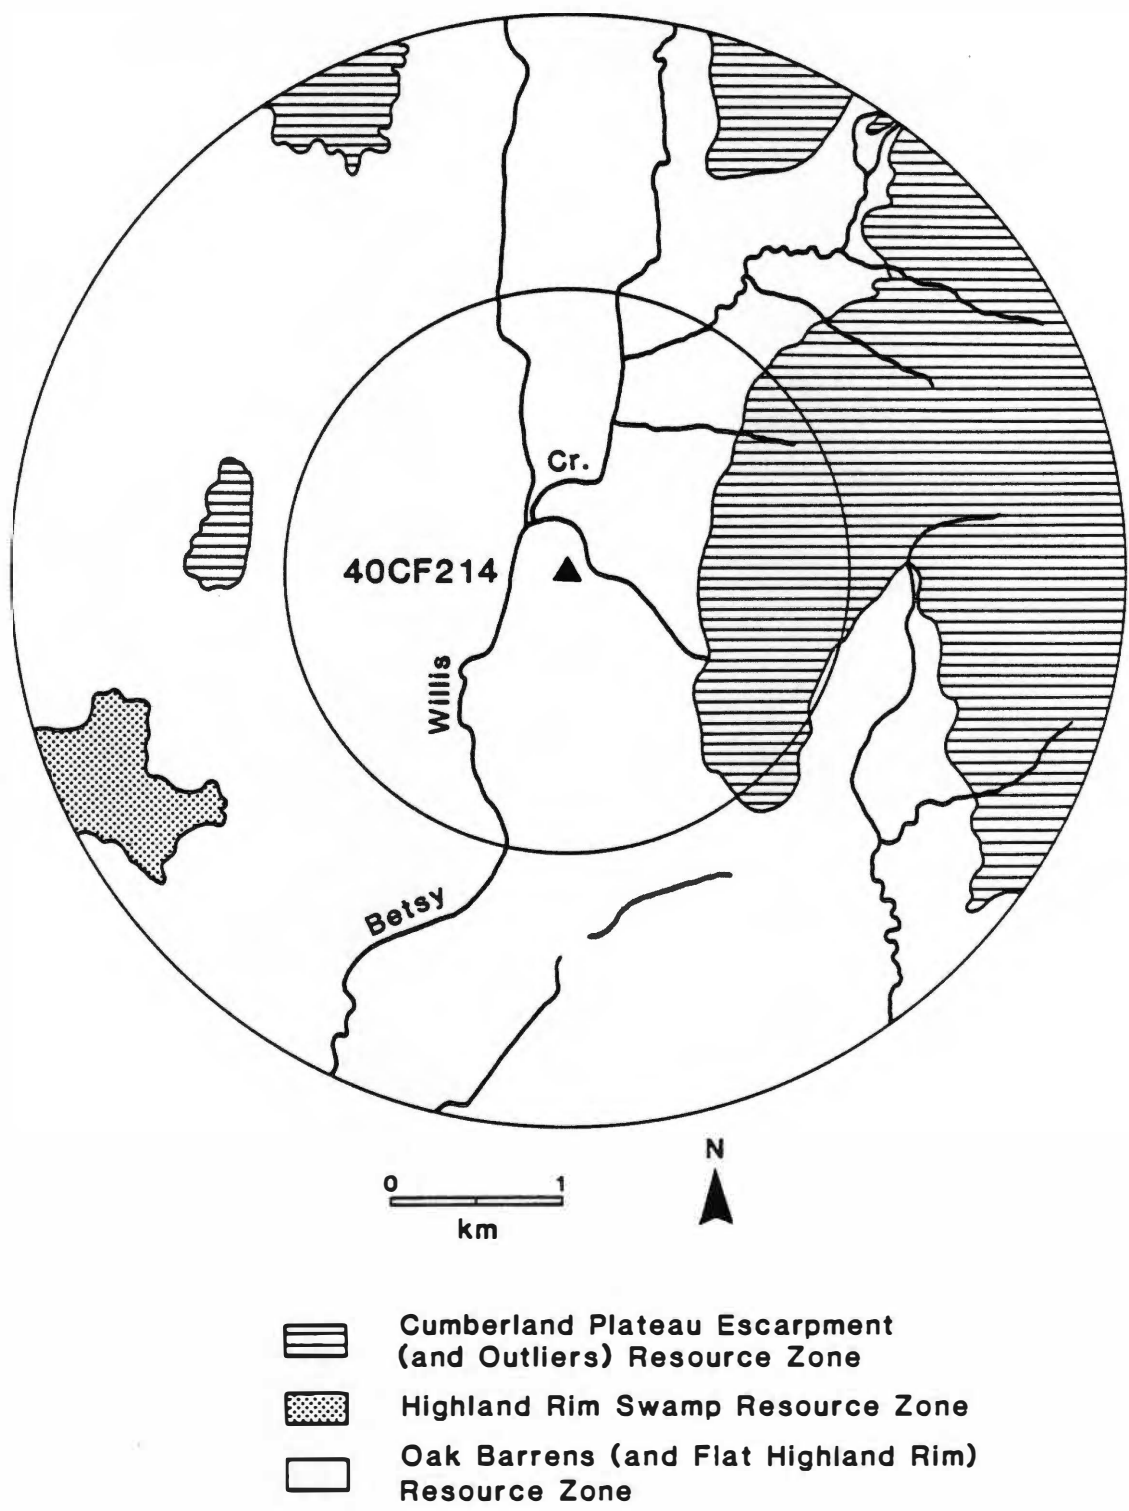 Cr.
40CF214
Willis
Betsy
N
0 1
km
Cumberland Plateau Escarpment
(and Outliers) Resource Zone
Highland Rim Swamp Resource Zone
Oak Barrens (and Flat Highland Rim)
Resource Zone